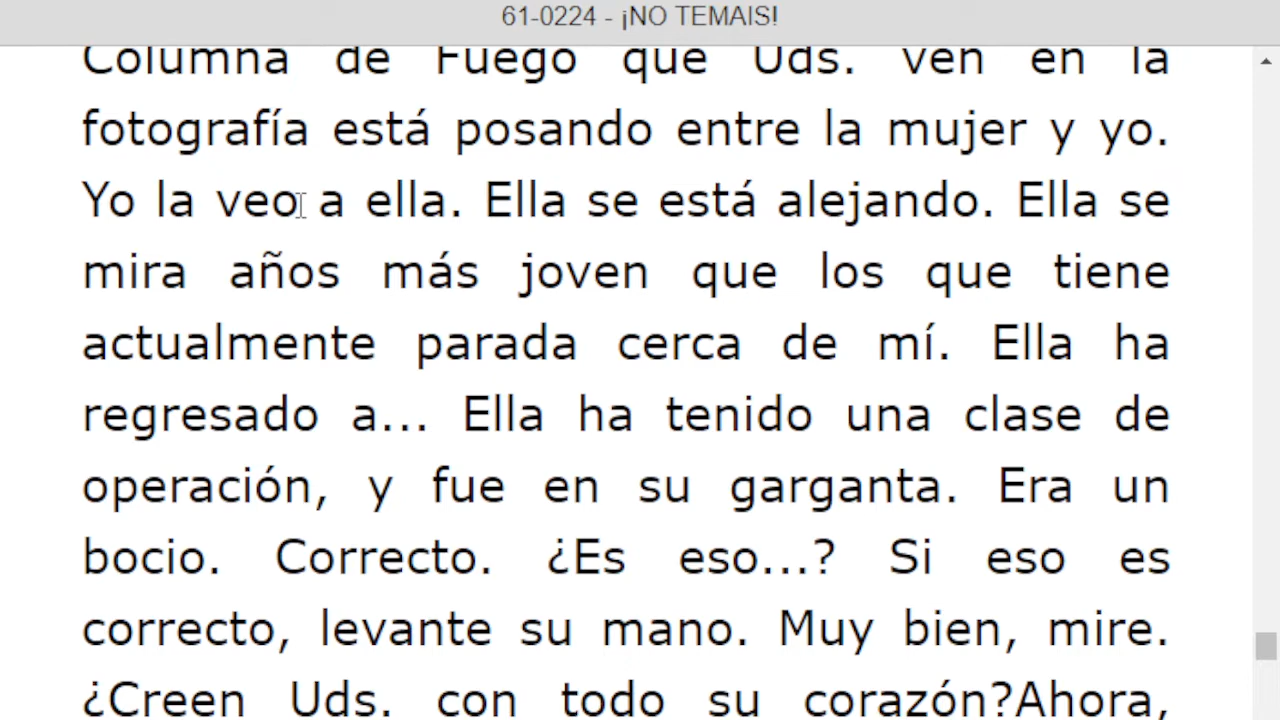 61-0224 - ¡NO TEMAIS!
Columna de Fuego que Uds. ven en la
fotografía está posando entre la mujer y yo.
Yo la veo a ella. Ella se está alejando. Ella se
mira años más joven que los que tiene
actualmente parada cerca de mí. Ella ha
regresado a... Ella ha tenido una clase de
operación, y fue en su garganta. Era un
bocio. Correcto. ¿Es eso...? Si eso es
correcto, levante su mano. Muy bien, mire.
¿Creen Uds. con todo su corazón?Ahora,